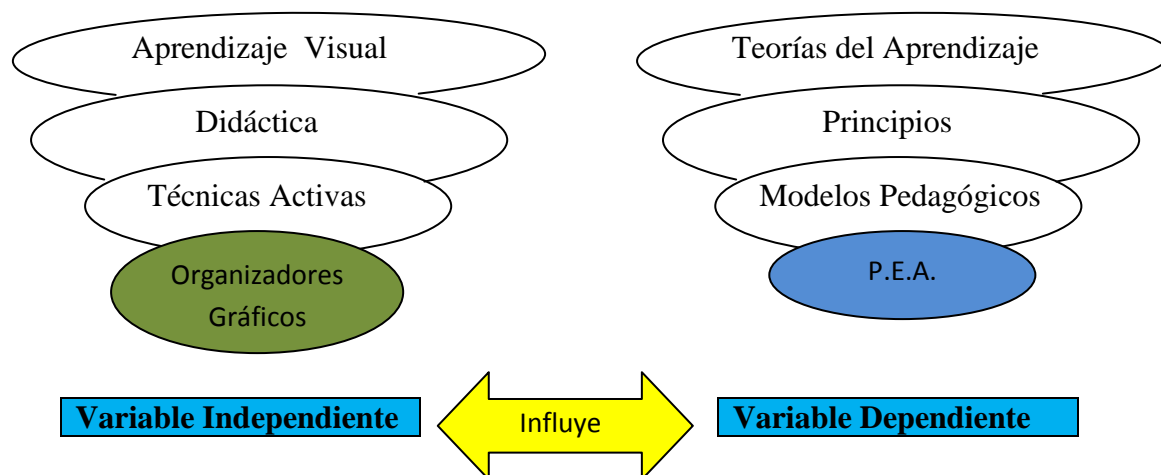 Aprendizaje Visual
Didáctica
Técnicas Activas
Organizadores
Gráficos
Teorías del Aprendizaje
Principios
Modelos Pedagógicos
P.E.A.
Variable Independiente
Influye
Variable Dependiente